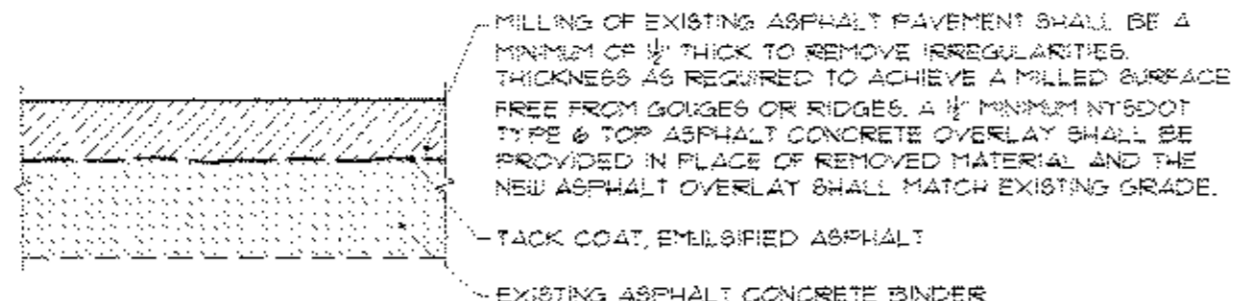 MILLING OF EXISTING ASPHALT PAVEMENT SHALL BE A
MINIMUM OF ½" THICK TO REMOVE IRREGULARITIES.
THICKNESS AS REQUIRED TO ACHIEVE A MILLED SURFACE
FREE FROM GOUGES OR RIDGES. A ½" MINIMUM NYSDOT
TYPE 6 TOP ASPHALT CONCRETE OVERLAY SHALL BE
PROVIDED IN PLACE OF REMOVED MATERIAL AND THE
NEW ASPHALT OVERLAY SHALL MATCH EXISTING GRADE.
TACK COAT, EMULSIFIED ASPHALT
EXISTING ASPHALT CONCRETE BINDER